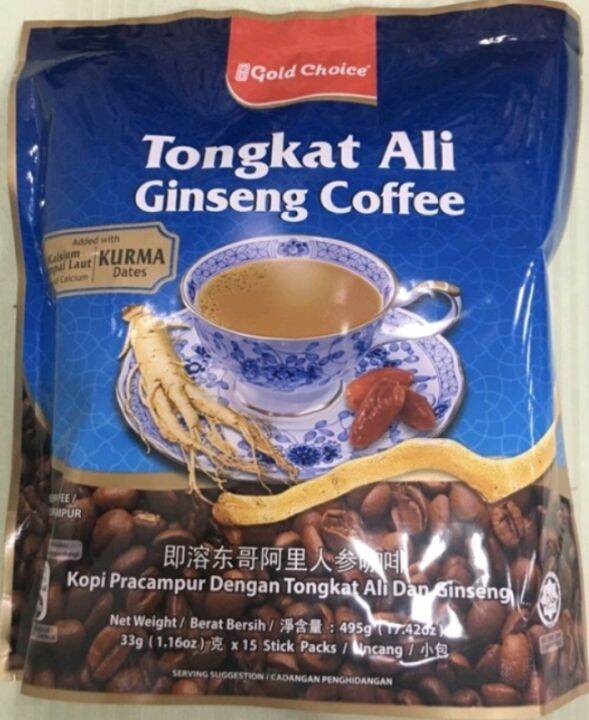 Gold Choice®
Tongkat Ali
Ginseng Coffee
Added with
Laut
Calcium
KURMA
Dates
即溶东哥阿里人参咖啡
Kopi Pracampur Dengan Tongkat Ali Dan Ginseng
Net Weight / Berat Bersih / 淨含量 : 495g (17.42oz)
33g (1.16oz) 克 x 15 Stick Packs / Uncang / 小包
SERVING SUGGESTION / CADANGAN PENGHIDANGAN